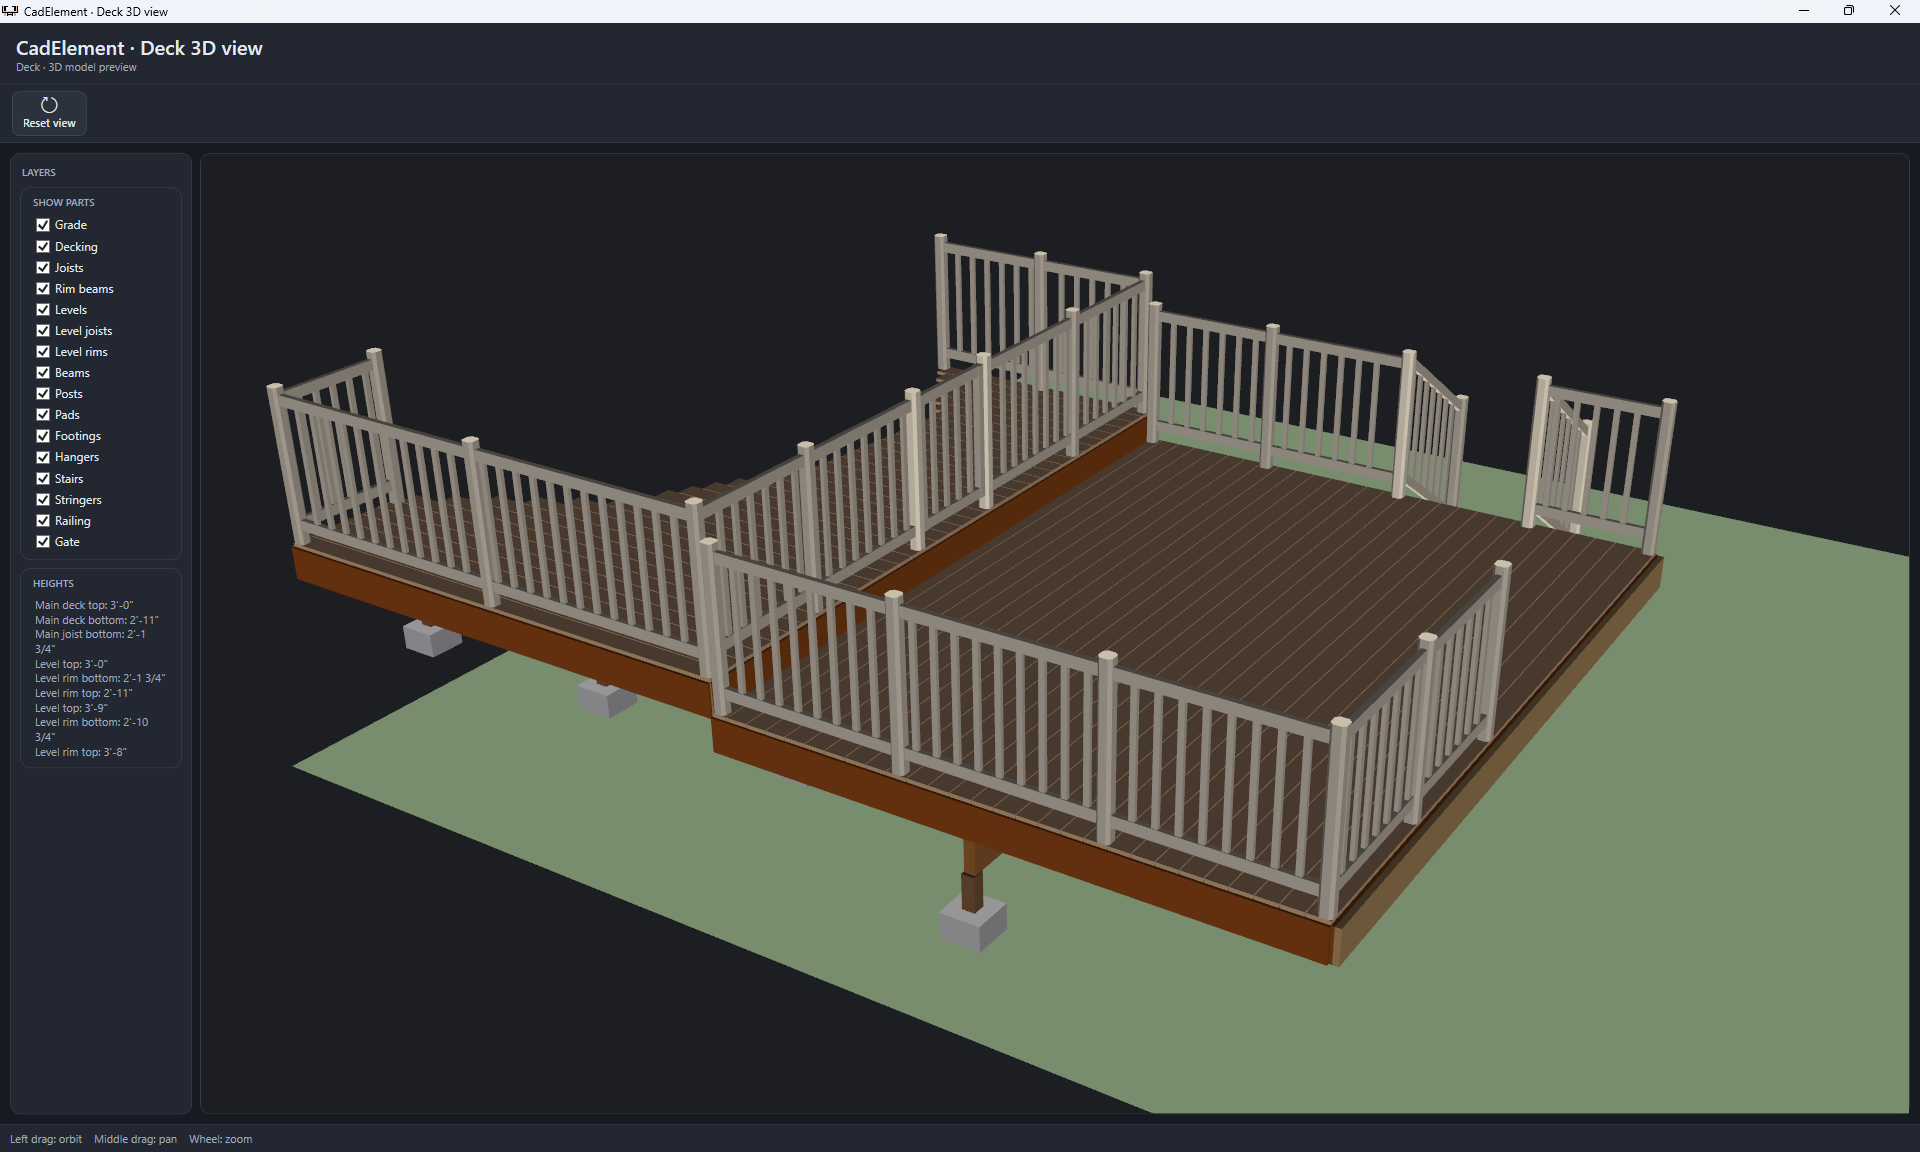 CadElement · Deck 3D view
CadElement · Deck 3D view
Deck · 3D model preview
Reset view
LAYERS
SHOW PARTS
Grade
Decking
Joists
Rim beams
Levels
Level joists
Level rims
Beams
Posts
Pads
Footings
Hangers
Stairs
Stringers
Railing
Gate
HEIGHTS
Main deck top: 3'-0"
Main deck bottom: 2'-11"
Main joist bottom: 2'-1
3/4"
Level top: 3'-0"
Level rim bottom: 2'-1 3/4"
Level rim top: 2'-11"
Level top: 3'-9"
Level rim bottom: 2'-10
3/4"
Level rim top: 3'-8"
Left drag: orbit Middle drag: pan Wheel: zoom